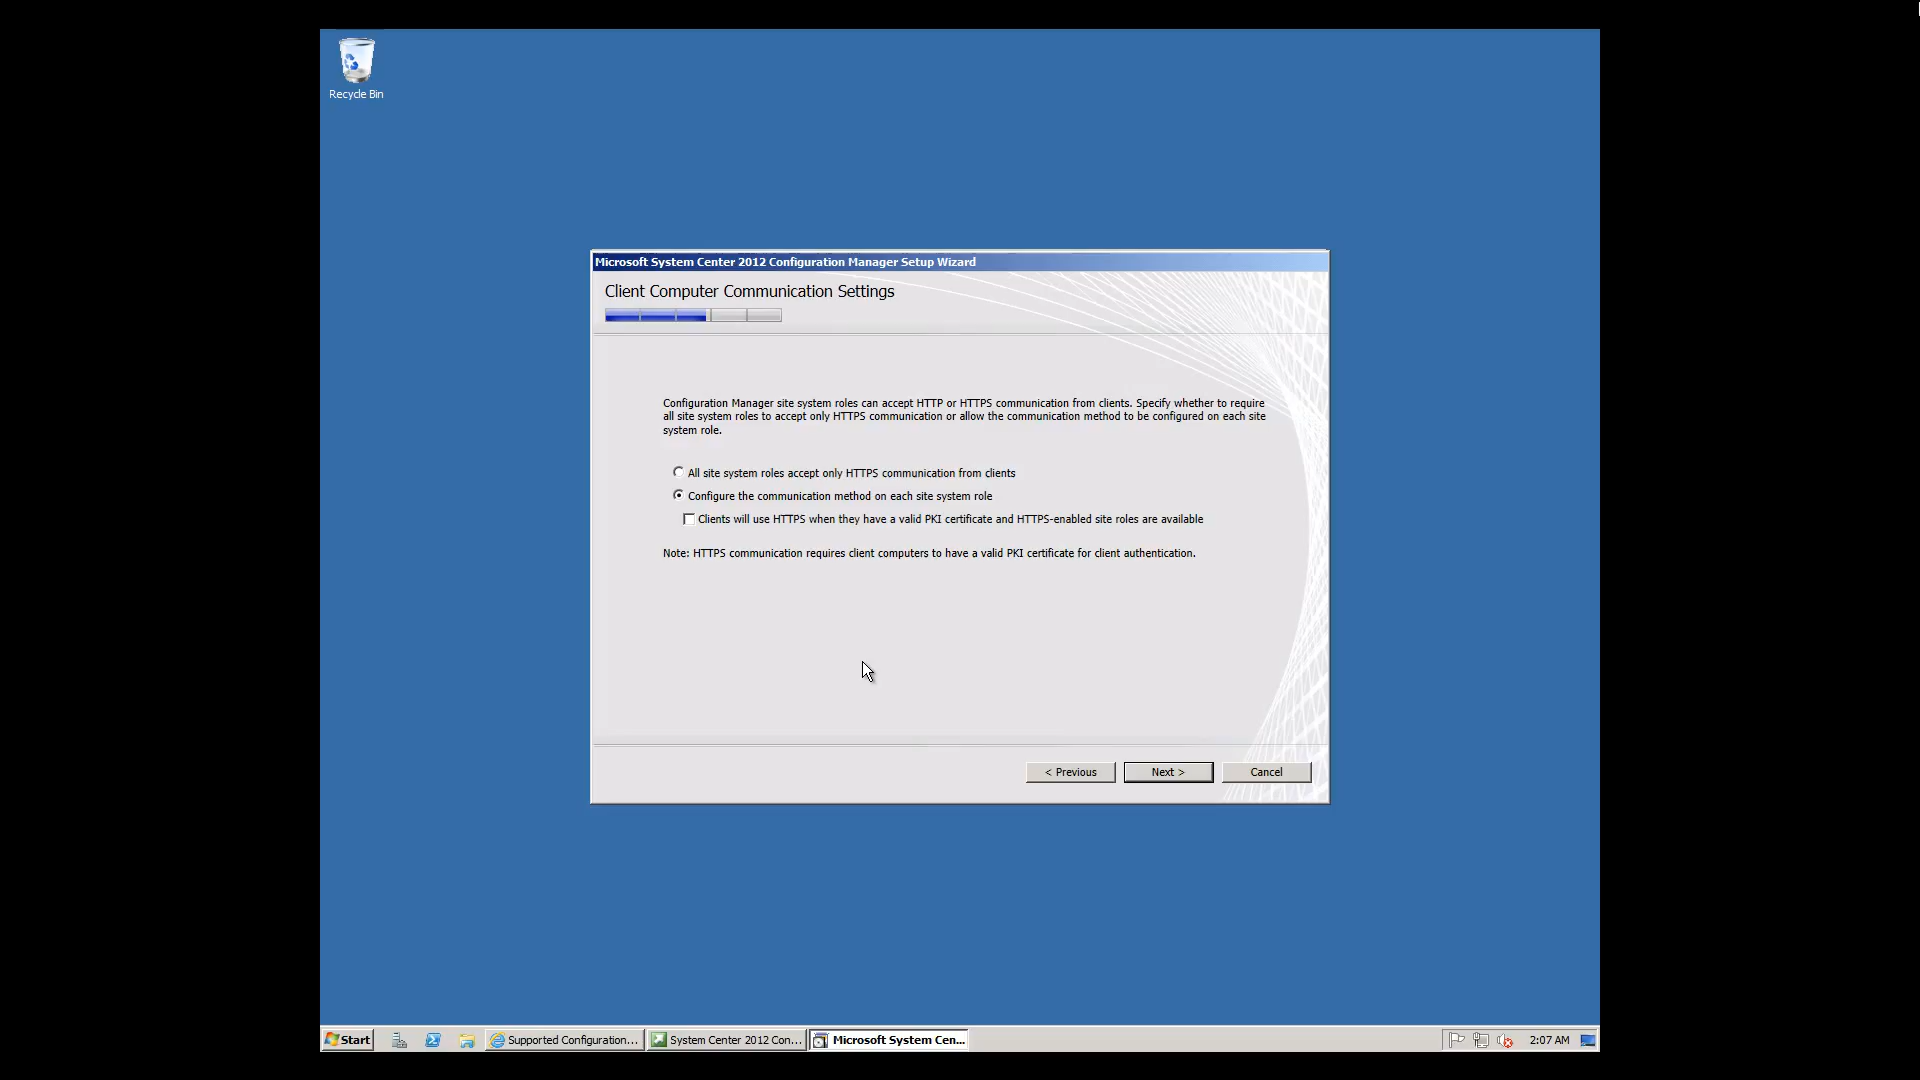 Recycle Bin
Microsoft System Center 2012 Configuration Manager Setup Wizard
Client Computer Communication Settings
Configuration Manager site system roles can accept HTTP or HTTPS communication from clients. Specify whether to require
all site system roles to accept only HTTPS communication or allow the communication method to be configured on each site
system role.
All site system roles accept only HTTPS communication from clients
Configure the communication method on each site system role
Clients will use HTTPS when they have a valid PKI certificate and HTTPS-enabled site roles are available
Note: HTTPS communication requires client computers to have a valid PKI certificate for client authentication.
< Previous
Next >
Cancel
Start
Supported Configuration...
System Center 2012 Con...
Microsoft System Cen...
2:07 AM